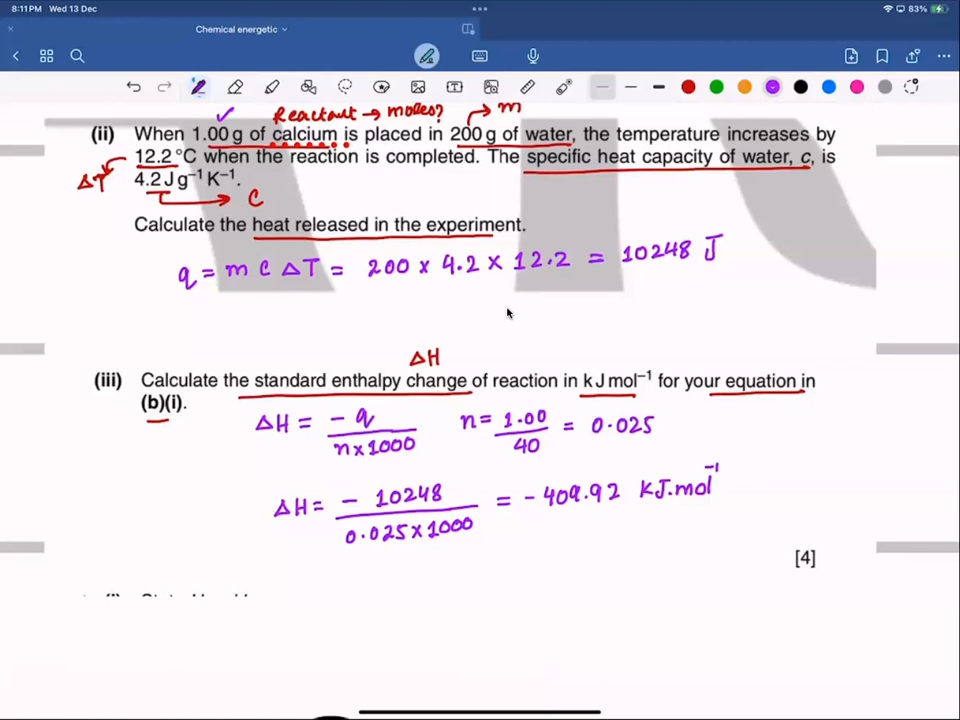 8:11PM Wed 13 Dec
83%
Chemical energetic
Reactant → moles? → m
(ii) When 1.00 g of calcium is placed in 200 g of water, the temperature increases by
12.2 °C when the reaction is completed. The specific heat capacity of water, c, is
ΔT
4.2 J g⁻¹ K⁻¹.
→ C
Calculate the heat released in the experiment.
q = m c ΔT = 200 × 4.2 × 12.2 = 10248 J
ΔH
(iii) Calculate the standard enthalpy change of reaction in kJ mol⁻¹ for your equation in
(b)(i).
ΔH = -q / n×1000 n = 1.00 / 40 = 0.025
ΔH = - 10248 / 0.025×1000 = - 409.92 KJ.mol⁻¹
[4]